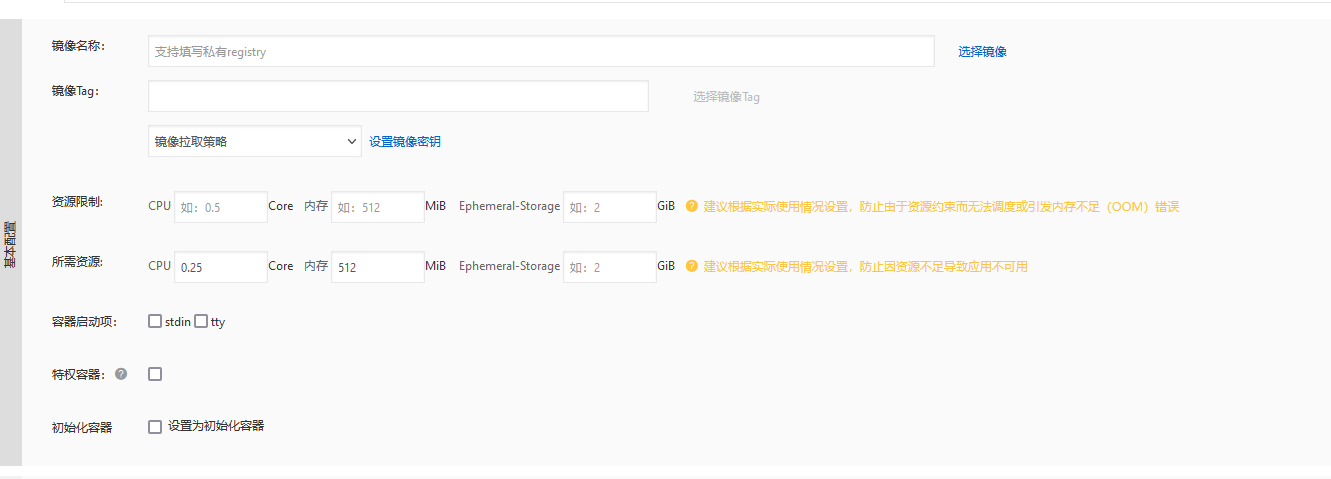 镜像名称： 支持填写私有registry 选择镜像
镜像Tag： 选择镜像Tag
镜像拉取策略 设置镜像密钥
资源限制: CPU 如：0.5 Core 内存 如：512 MiB Ephemeral-Storage 如：2 GiB 建议根据实际使用情况设置，防止由于资源约束而无法调度或引发内存不足（OOM）错误
基本配置
所需资源: CPU 0.25 Core 内存 512 MiB Ephemeral-Storage 如：2 GiB 建议根据实际使用情况设置，防止因资源不足导致应用不可用
容器启动项： stdin tty
特权容器： ?
初始化容器 设置为初始化容器